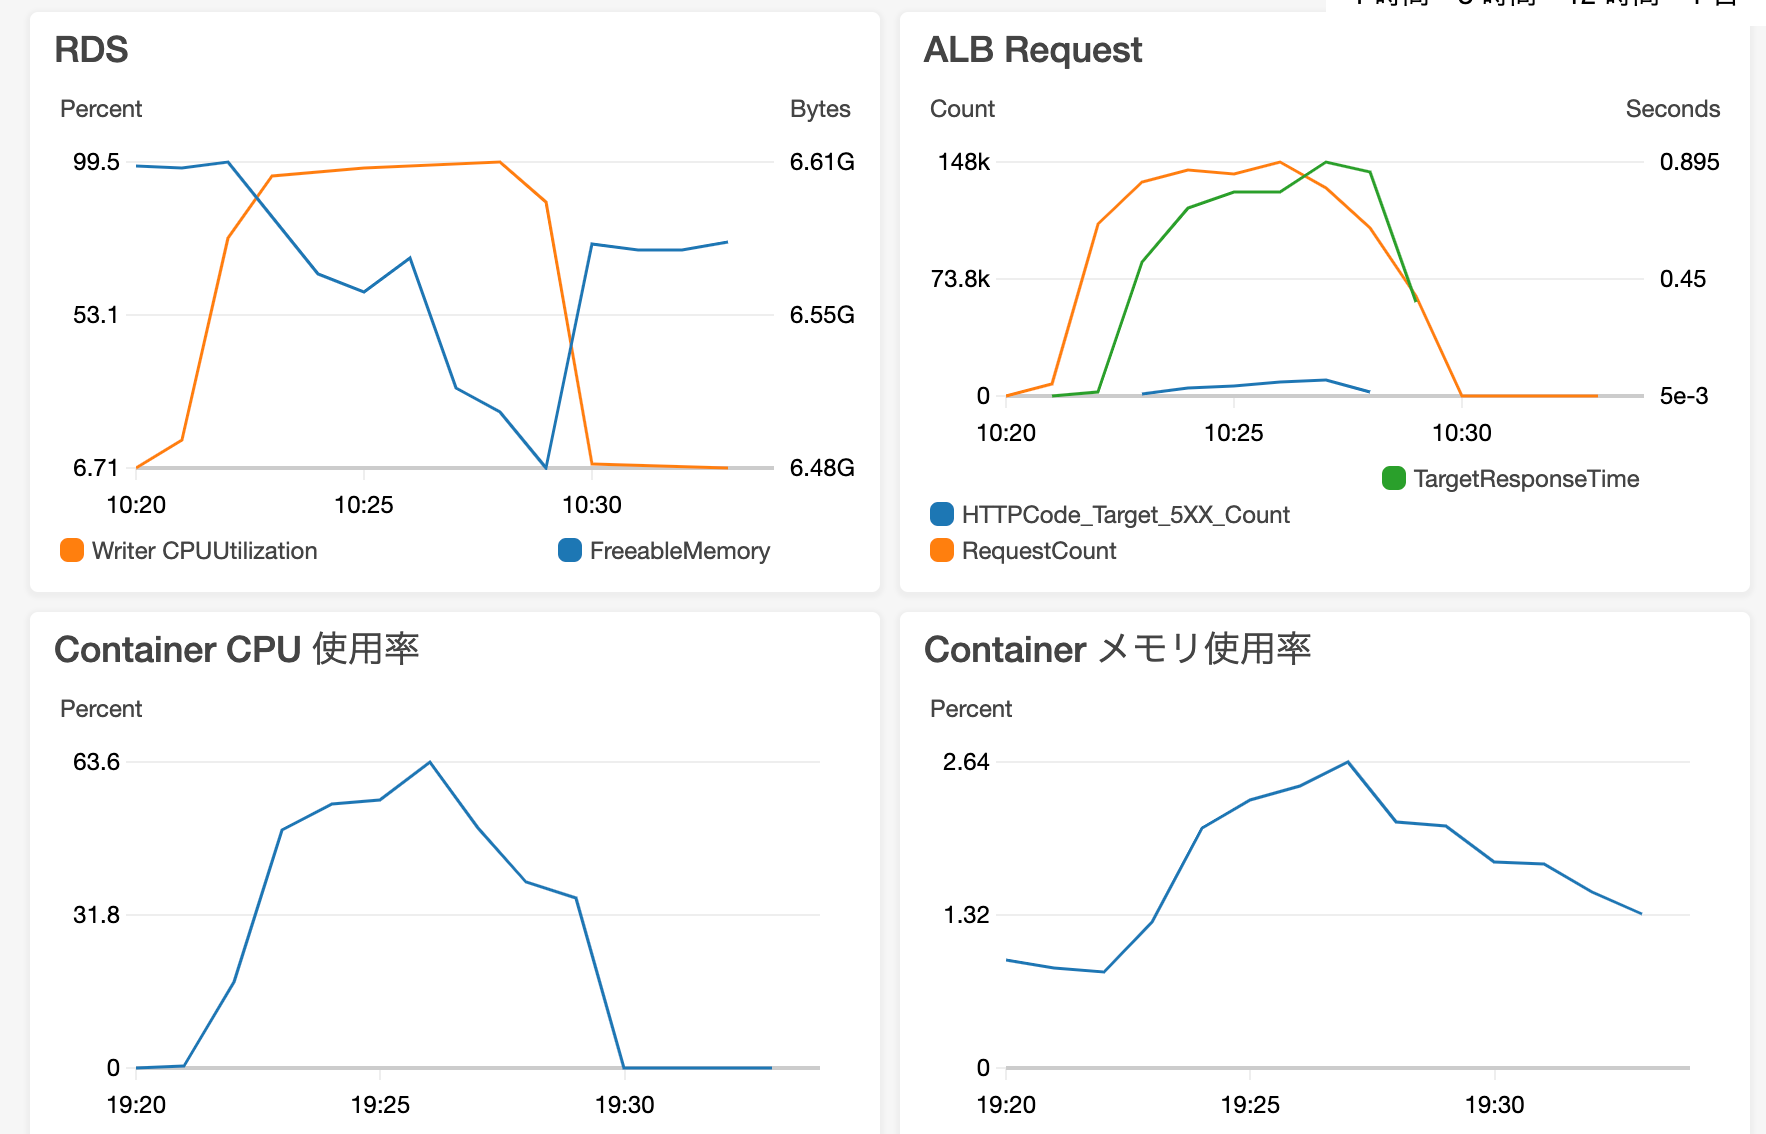 RDS
Percent
Bytes
99.5
6.61G
53.1
6.55G
6.71
6.48G
10:20
10:25
10:30
Writer CPUUtilization
FreeableMemory
ALB Request
Count
Seconds
148k
0.895
73.8k
0.45
0
5e-3
10:20
10:25
10:30
TargetResponseTime
HTTPCode_Target_5XX_Count
RequestCount
Container CPU 使用率
Percent
63.6
31.8
0
19:20
19:25
19:30
Container メモリ使用率
Percent
2.64
1.32
0
19:20
19:25
19:30